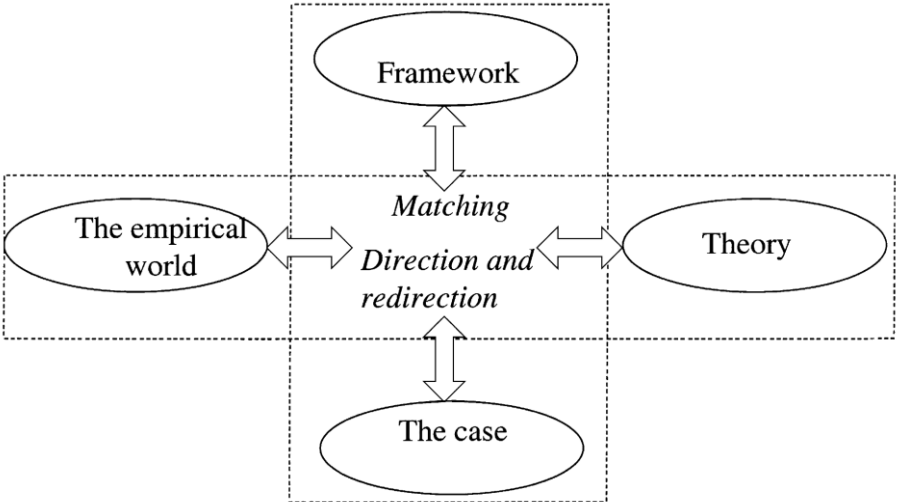 Framework
Matching
The empirical
world
Direction and
redirection
Theory
The case